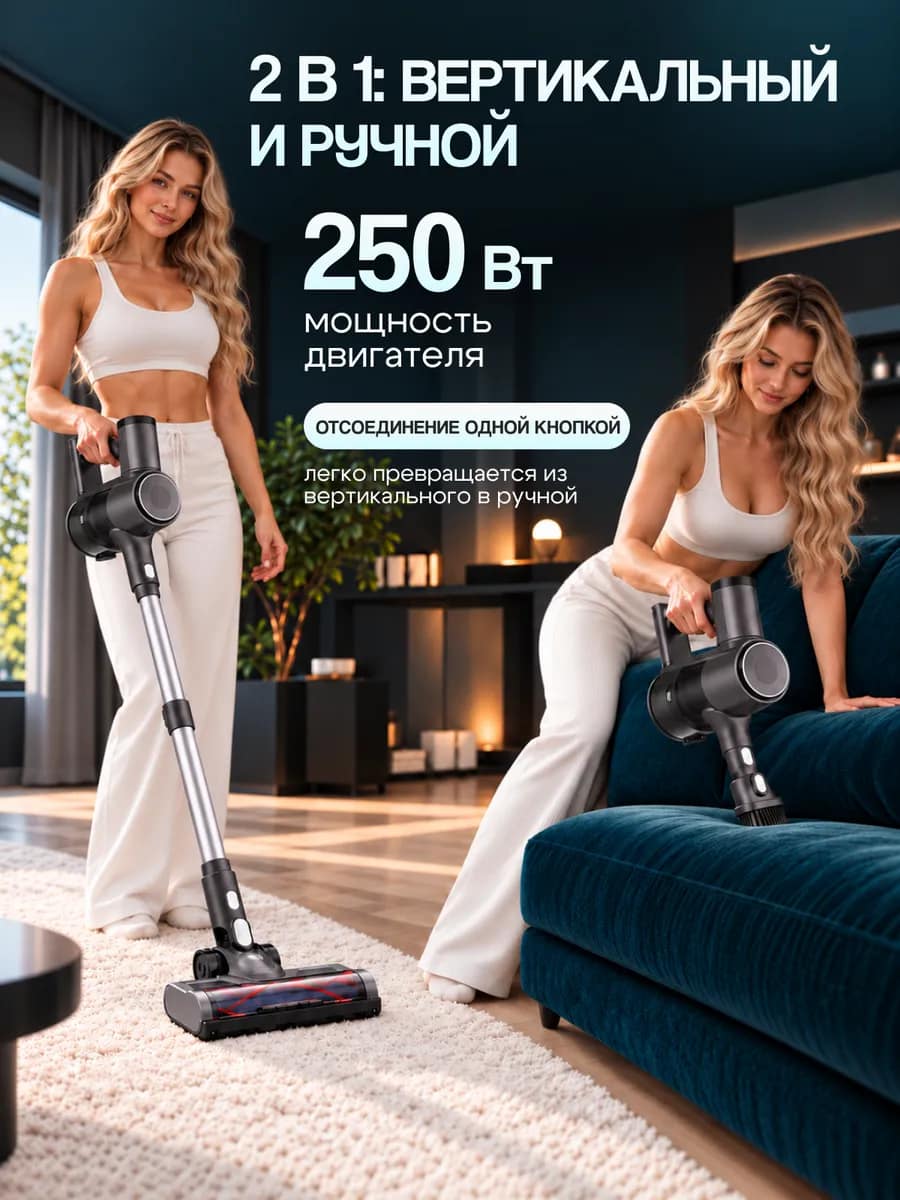 2 В 1: ВЕРТИКАЛЬНЫЙ
И РУЧНОЙ
250 Вт
мощность
двигателя
ОТСОЕДИНЕНИЕ ОДНОЙ КНОПКОЙ
легко превращается из
вертикального в ручной